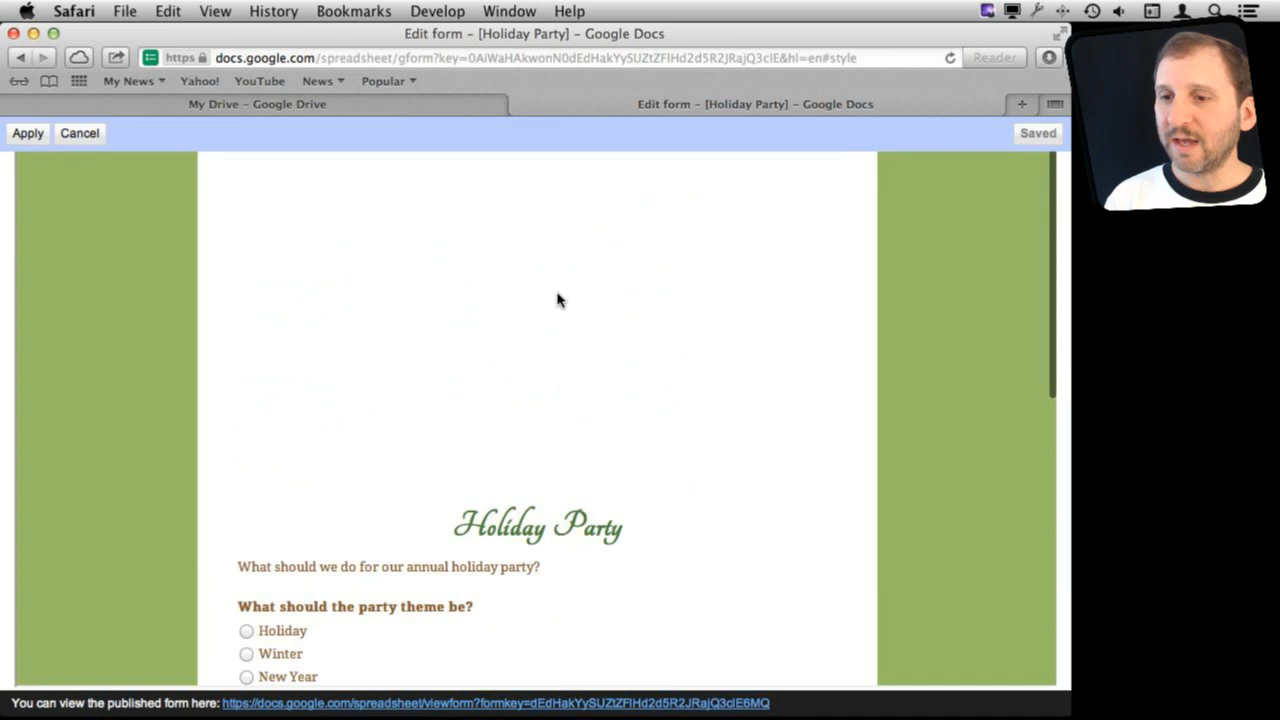 Safari File Edit View History Bookmarks Develop Window Help
Edit form – [Holiday Party] – Google Docs
https docs.google.com/spreadsheet/gform?key=0AiWaHAkwonN0dEdHakYySUZtZFlHd2d5R2JRajQ3clE&hl=en#style Reader
My News Yahoo! YouTube News Popular
My Drive – Google Drive Edit form – [Holiday Party] – Google Docs
Apply Cancel Saved
Holiday Party
What should we do for our annual holiday party?
What should the party theme be?
Holiday
Winter
New Year
You can view the published form here: https://docs.google.com/spreadsheet/viewform?formkey=dEdHakYySUZtZFlHd2d5R2JRajQ3clE6MQ